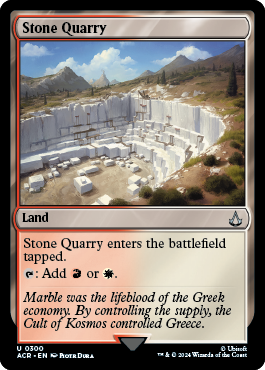 Stone Quarry
Land
Stone Quarry enters the battlefield
tapped.
: Add or .
Marble was the lifeblood of the Greek
economy. By controlling the supply, the
Cult of Kosmos controlled Greece.
U 0300
ACR • EN Piotr Dura
© Ubisoft
™ & © 2024 Wizards of the Coast